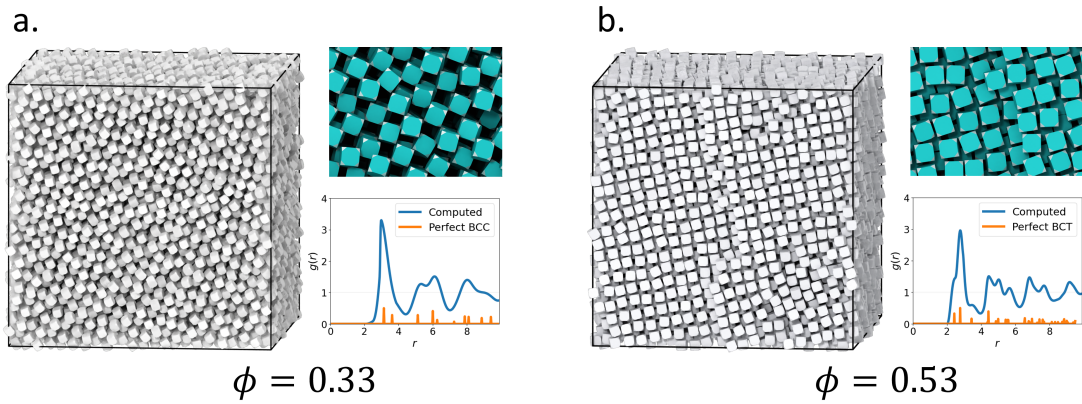 a.
4
3
2
1
0
g(r)
Computed
Perfect BCC
0 2 4 6 8
r
ϕ = 0.33
b.
4
3
2
1
0
g(r)
Computed
Perfect BCT
0 2 4 6 8
r
ϕ = 0.53